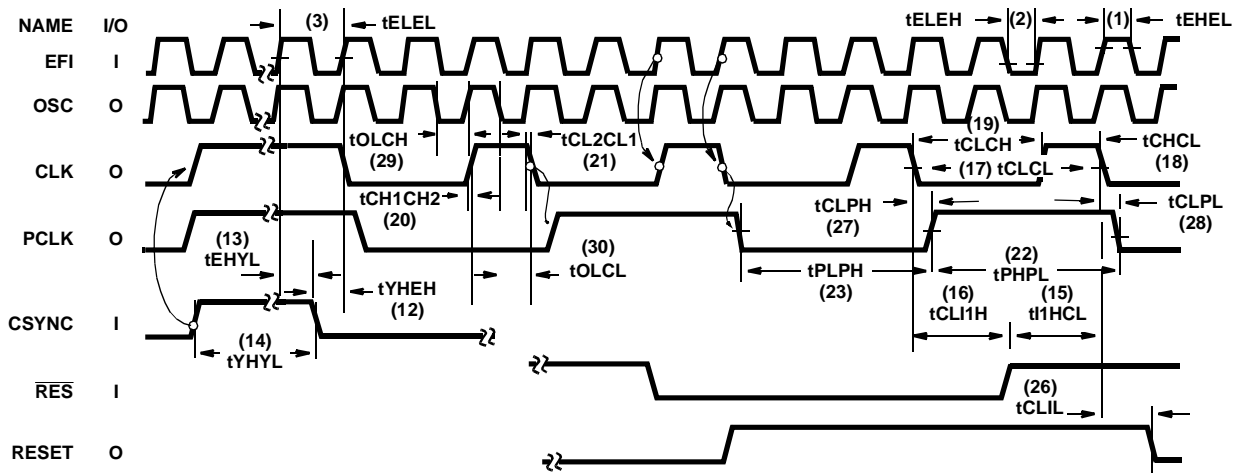 NAME I/O (3) tELEL tELEH (2) (1) tEHEL
EFI I
OSC O
tOLCH (29) tCL2CL1 (21) (19) tCLCH tCHCL (18)
CLK O (17) tCLCL
tCH1CH2 (20) tCLPH (27) tCLPL (28)
PCLK O
(13) tEHYL (30) tOLCL tPLPH (23) (22) tPHPL
tYHEH (12) (16) tCLI1H (15) tI1HCL
CSYNC I
(14) tYHYL
RES I (26) tCLIL
RESET O